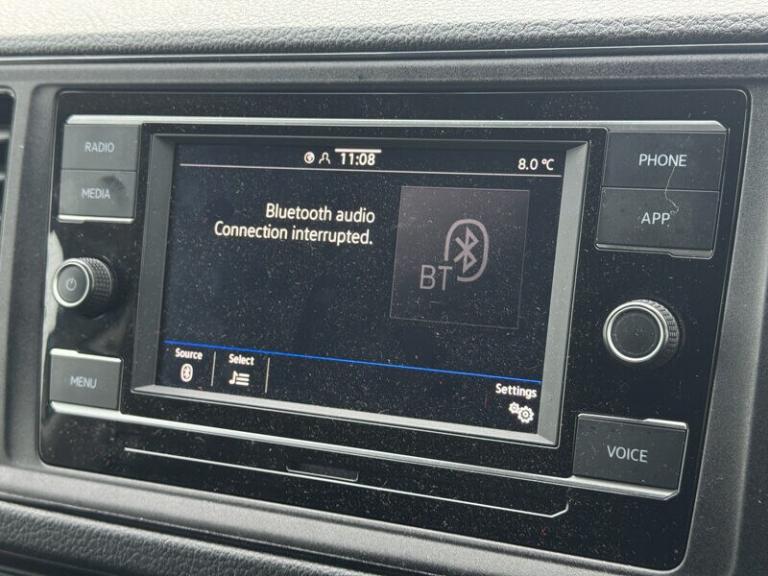 RADIO
MEDIA
MENU
11:08
8.0 °C
Bluetooth audio
Connection interrupted.
BT
Source
Select
Settings
PHONE
APP
VOICE